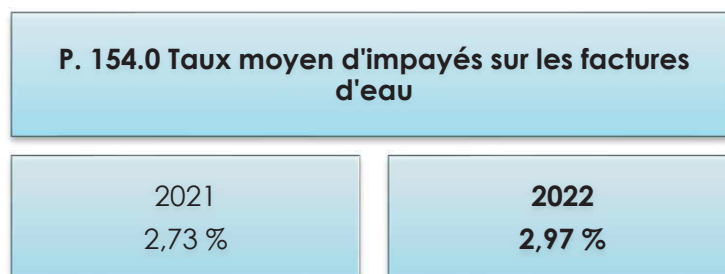 P. 154.0 Taux moyen d'impayés sur les factures
d'eau
2021
2,73 %
2022
2,97 %